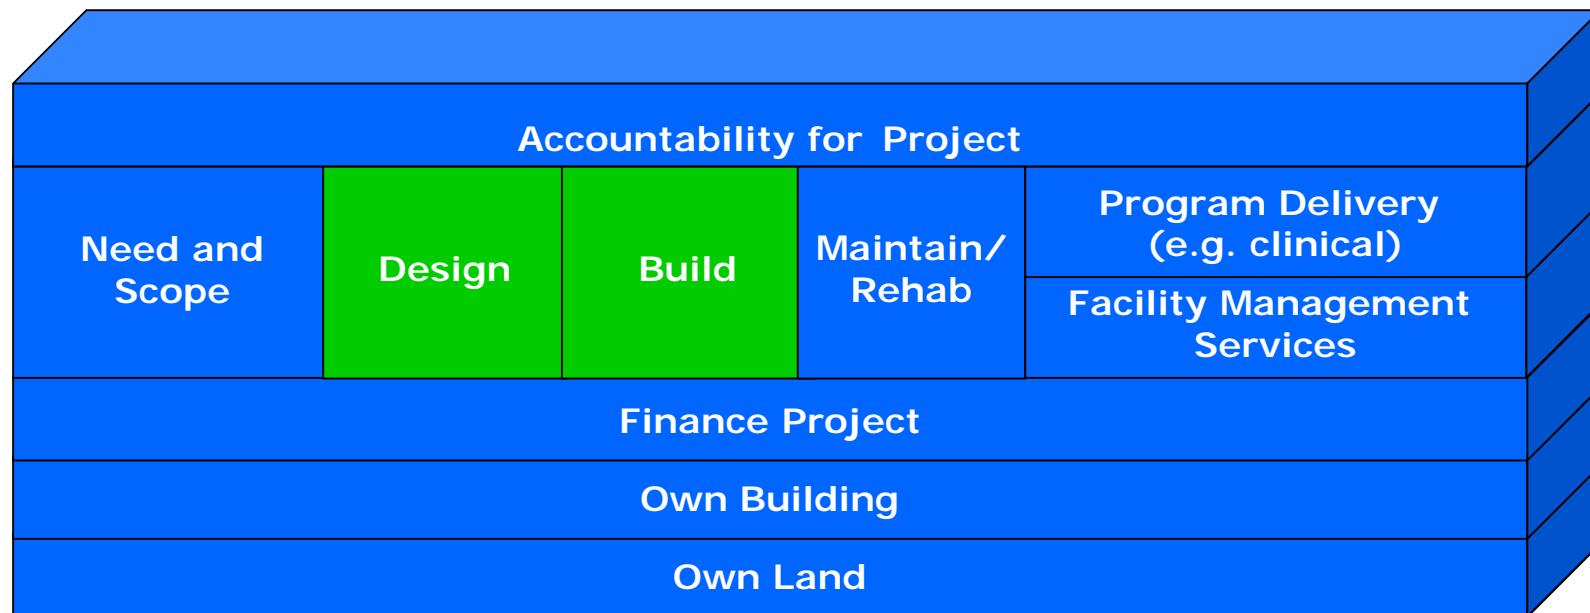 Accountability for Project
Need and
Scope
Design
Build
Maintain/
Rehab
Program Delivery
(e.g. clinical)
Facility Management
Services
Finance Project
Own Building
Own Land